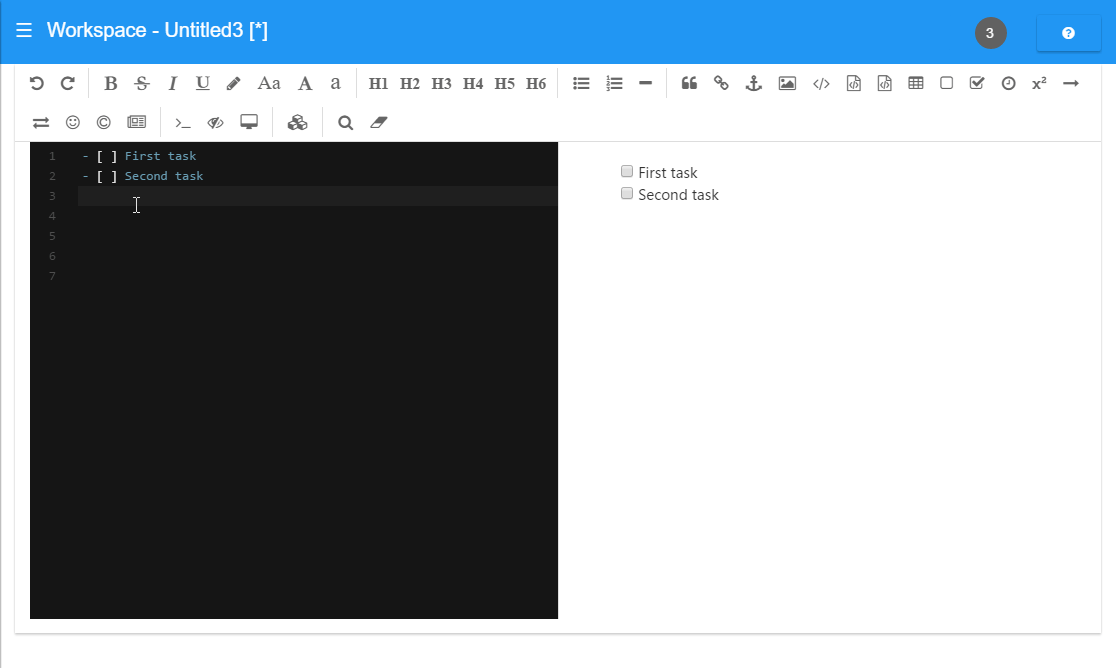 Workspace - Untitled3 [*]
3
B S I U Aa A a H1 H2 H3 H4 H5 H6 x²
1 - [ ] First task
2 - [ ] Second task
3
4
5
6
7
First task
Second task